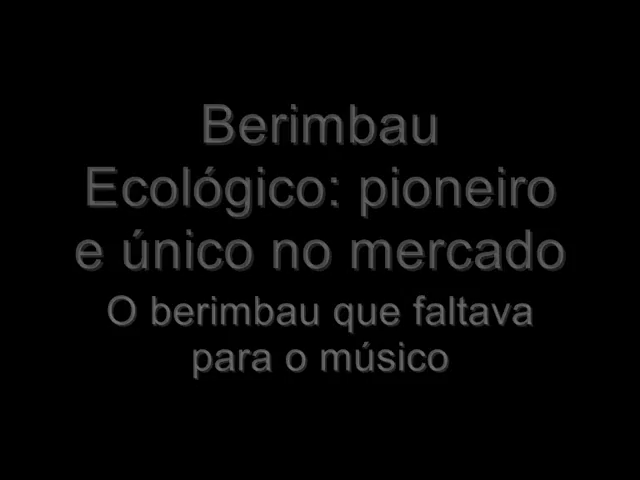 Berimbau
Ecológico: pioneiro
e único no mercado
O berimbau que faltava
para o músico